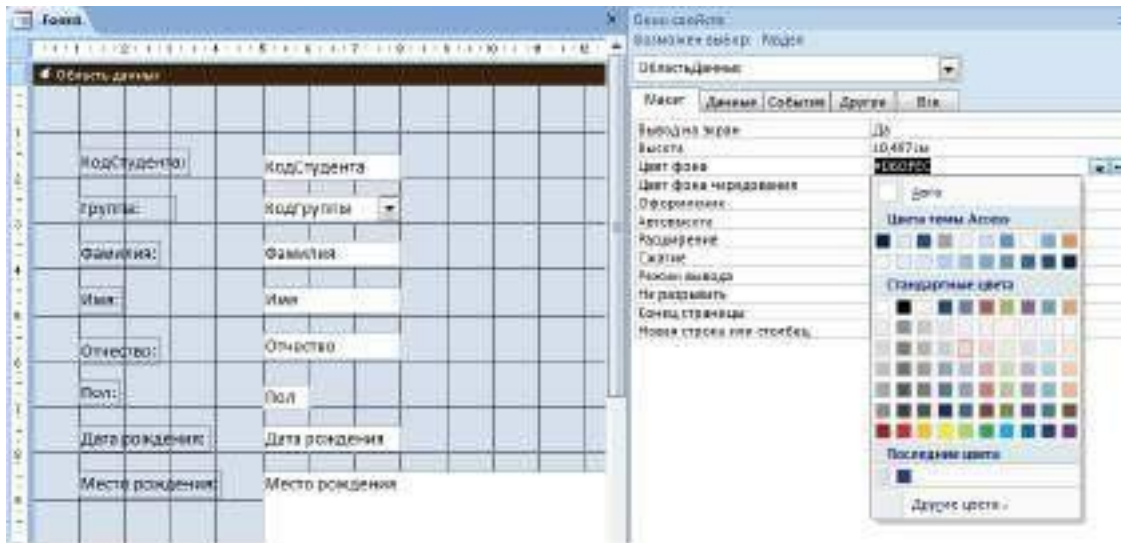 Область данных
КодСтудента:
КодСтудента
Группа:
КодГруппы
Фамилия:
Фамилия
Имя:
Имя
Отчество:
Отчество
Пол:
Пол
Дата рождения:
Дата рождения
Место рождения:
Место рождения
Окно свойств
Возможен выбор: Раздел
ОбластьДанных
Макет Данные События Другие Все
Вывод на экран Да
Высота 10,497см
Цвет фона
Цвет фона чередования
Оформление
Автовысота
Расширение
Сжатие
Режим вывода
Не разрывать
Конец страницы
Новая строка или столбец
Авто
Цвета темы Access
Стандартные цвета
Последние цвета
Другие цвета...